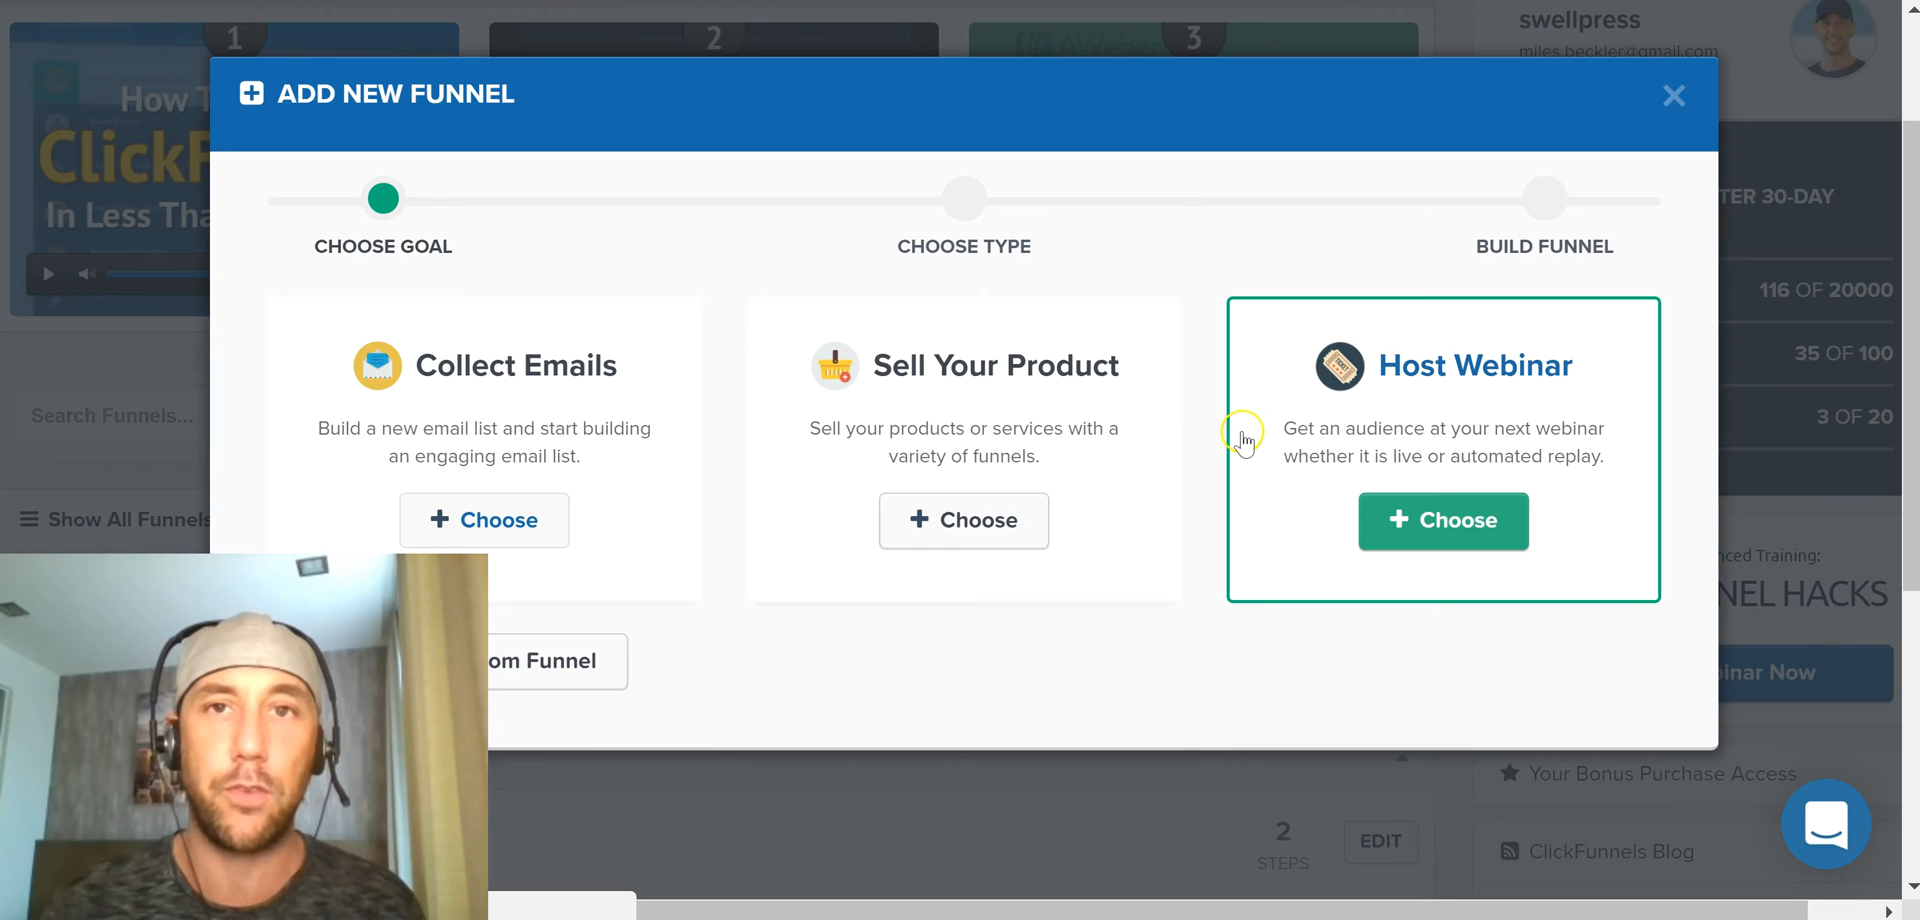 1
2
3
swellpress
miles.beckler@gmail.com
AWeber
How T
ClickF
In Less Tha
ADD NEW FUNNEL
CHOOSE GOAL
CHOOSE TYPE
BUILD FUNNEL
TER 30-DAY
116 OF 20000
35 OF 100
3 OF 20
Collect Emails
Build a new email list and start building
an engaging email list.
Choose
Sell Your Product
Sell your products or services with a
variety of funnels.
Choose
TICKET
Host Webinar
Get an audience at your next webinar
whether it is live or automated replay.
Choose
Search Funnels...
Show All Funnels
om Funnel
nced Training:
NEL HACKS
inar Now
Your Bonus Purchase Access
2
STEPS
EDIT
ClickFunnels Blog